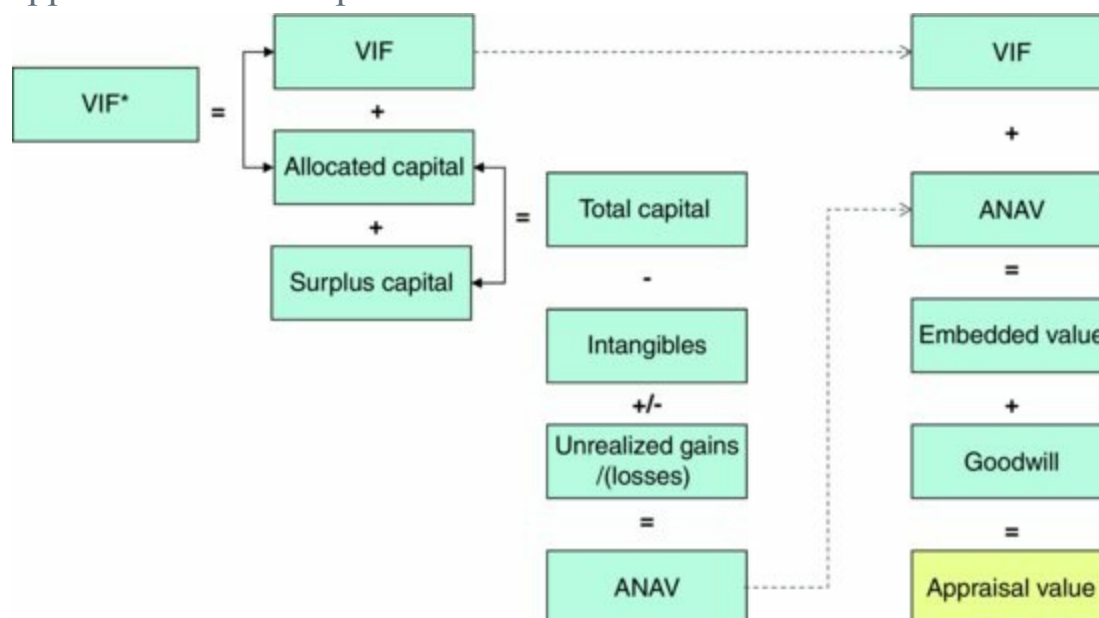 VIF*
=
VIF
+
Allocated capital
+
Surplus capital
=
Total capital
-
Intangibles
+/-
Unrealized gains
/(losses)
=
ANAV
VIF
+
ANAV
=
Embedded value
+
Goodwill
=
Appraisal value